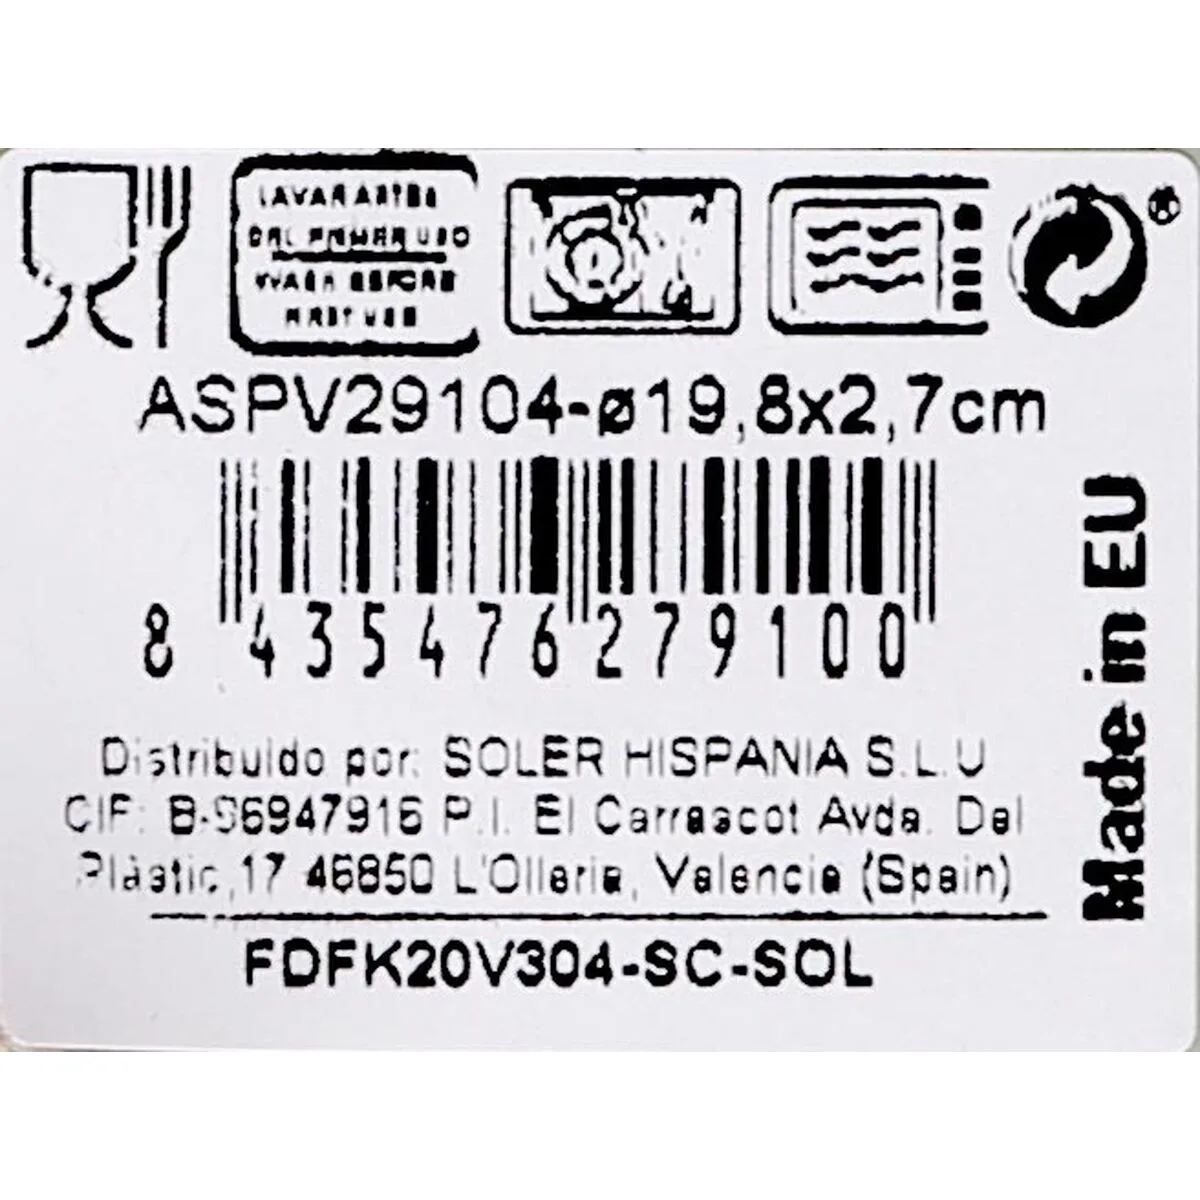 LAVAR ANTES
DEL PRIMER USO
WASH BEFORE
FIRST USE
®
ASPV29104-ø19,8x2,7cm
8 435476 279100
Made in EU
Distribuido por: SOLER HISPANIA S.L.U
CIF: B-96947916 P.I. El Carrascot Avda. Del
Plàstic,17 46850 L'Olleria, Valencia (Spain)
FDFK20V304-SC-SOL